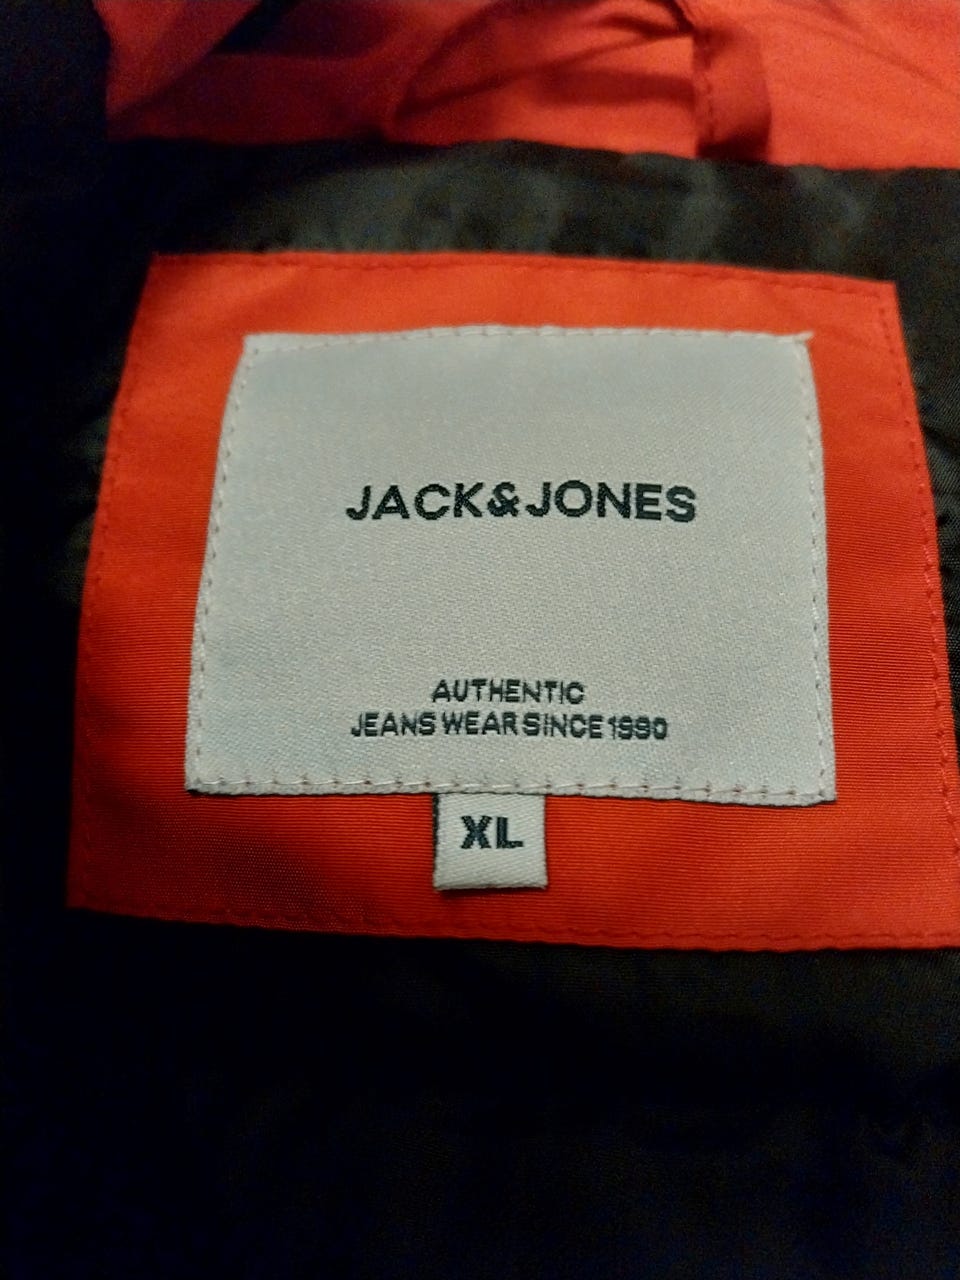 JACK&JONES
AUTHENTIC
JEANS WEAR SINCE 1990
XL